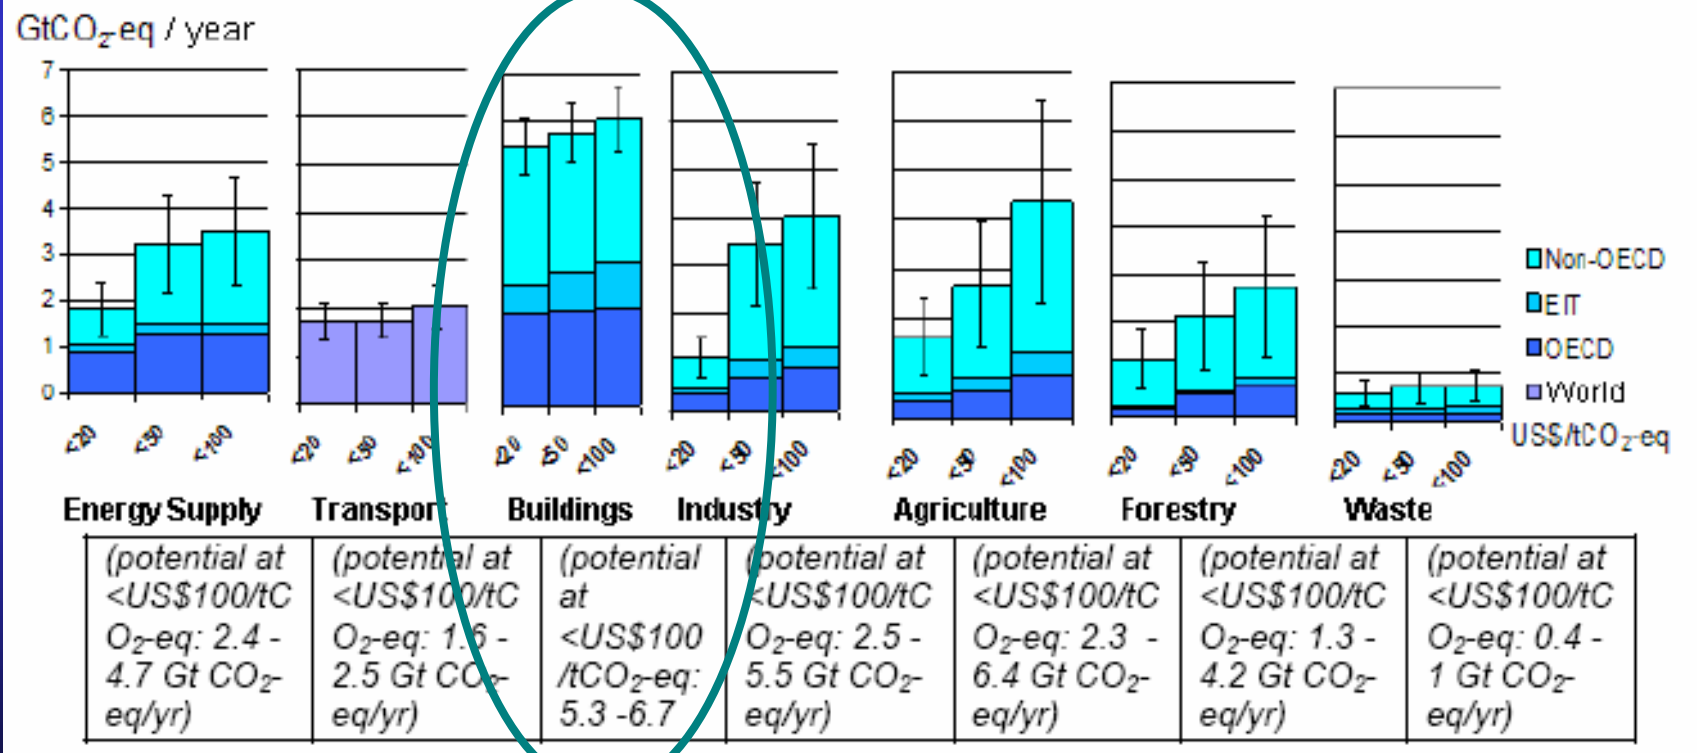 GtCO2-eq / year
7
6
5
4
3
2
1
0
<20 <50 <100
<20 <50 <100
<20 <50 <100
<20 <50 <100
<20 <50 <100
<20 <50 <100
<20 <50 <100
Non-OECD
EIT
OECD
World
US$/tCO2-eq
Energy Supply
Transport
Buildings
Industry
Agriculture
Forestry
Waste
(potential at
<US$100/tC
O2-eq: 2.4 -
4.7 Gt CO2-
eq/yr)
(potential at
<US$100/tC
O2-eq: 1.6 -
2.5 Gt CO2-
eq/yr)
(potential
at
<US$100
/tCO2-eq:
5.3 -6.7
(potential at
<US$100/tC
O2-eq: 2.5 -
5.5 Gt CO2-
eq/yr)
(potential at
<US$100/tC
O2-eq: 2.3 -
6.4 Gt CO2-
eq/yr)
(potential at
<US$100/tC
O2-eq: 1.3 -
4.2 Gt CO2-
eq/yr)
(potential at
<US$100/tC
O2-eq: 0.4 -
1 Gt CO2-
eq/yr)